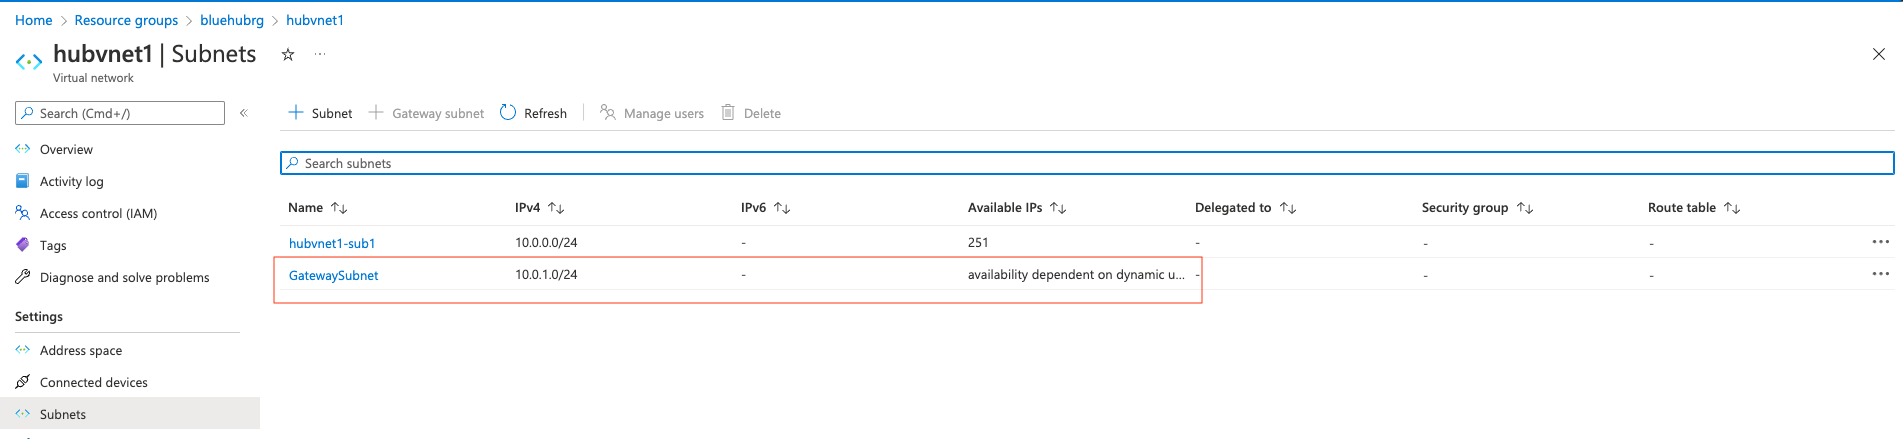 Home > Resource groups > bluehubrg > hubvnet1
hubvnet1 | Subnets
Virtual network
Search (Cmd+/)
Overview
Activity log
Access control (IAM)
Tags
Diagnose and solve problems
Settings
Address space
Connected devices
Subnets
Subnet Gateway subnet Refresh Manage users Delete
Search subnets
Name IPv4 IPv6 Available IPs Delegated to Security group Route table
hubvnet1-sub1 10.0.0.0/24 - 251 - - -
GatewaySubnet 10.0.1.0/24 - availability dependent on dynamic u... - - -